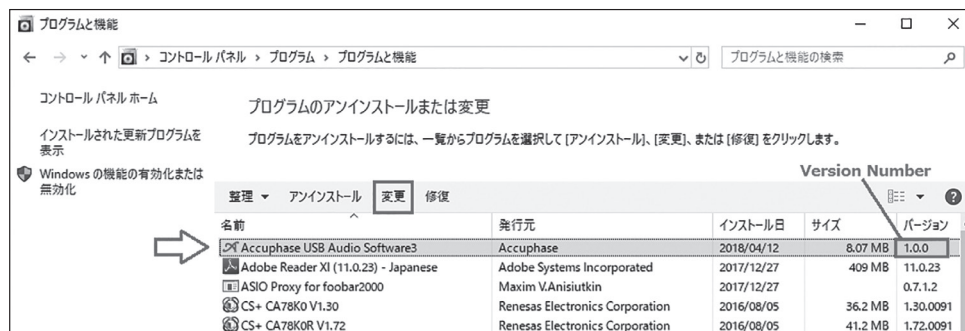 プログラムと機能
コントロール パネル › プログラム › プログラムと機能
プログラムと機能の検索
コントロール パネル ホーム
インストールされた更新プログラムを
表示
Windows の機能の有効化または
無効化
プログラムのアンインストールまたは変更
プログラムをアンインストールするには、一覧からプログラムを選択して [アンインストール]、[変更]、または [修復] をクリックします。
Version Number
整理 アンインストール 変更 修復
名前 発行元 インストール日 サイズ バージョン
Accuphase USB Audio Software3 Accuphase 2018/04/12 8.07 MB 1.0.0
Adobe Reader XI (11.0.23) - Japanese Adobe Systems Incorporated 2017/12/27 409 MB 11.0.23
ASIO Proxy for foobar2000 Maxim V.Anisiutkin 2017/12/27 0.7.1.2
CS+ CA78K0 V1.30 Renesas Electronics Corporation 2016/08/05 36.2 MB 1.30.0091
CS+ CA78K0R V1.72 Renesas Electronics Corporation 2016/08/05 41.2 MB 1.72.0091